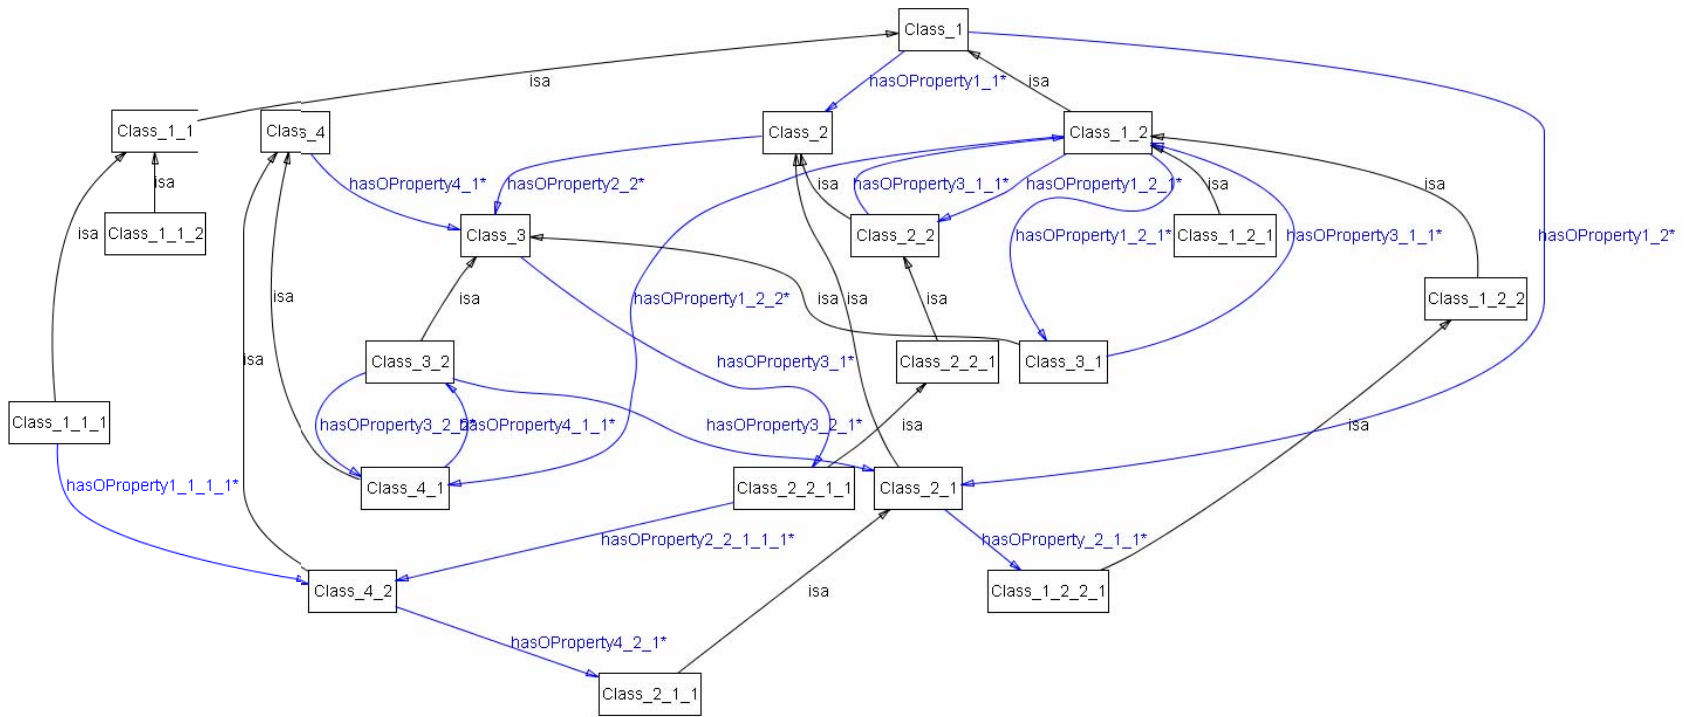 Class_1
isa
hasOProperty1_1*
isa
Class_1_1
Class_4
Class_2
Class_1_2
isa
hasOProperty4_1*
hasOProperty2_2*
isa
hasOProperty3_1_1*
hasOProperty1_2_1*
isa
isa
Class_1_1_2
isa
Class_3
Class_2_2
hasOProperty1_2_1*
Class_1_2_1
hasOProperty3_1_1*
hasOProperty1_2*
isa
isa
hasOProperty1_2_2*
isa
isa
isa
Class_1_2_2
isa
Class_3_2
hasOProperty3_1*
Class_2_2_1
Class_3_1
Class_1_1_1
hasOProperty3_2_2*
hasOProperty4_1_1*
hasOProperty3_2_1*
isa
isa
hasOProperty1_1_1_1*
Class_4_1
Class_2_2_1_1
Class_2_1
hasOProperty2_2_1_1_1*
hasOProperty_2_1_1*
Class_4_2
isa
Class_1_2_2_1
hasOProperty4_2_1*
Class_2_1_1